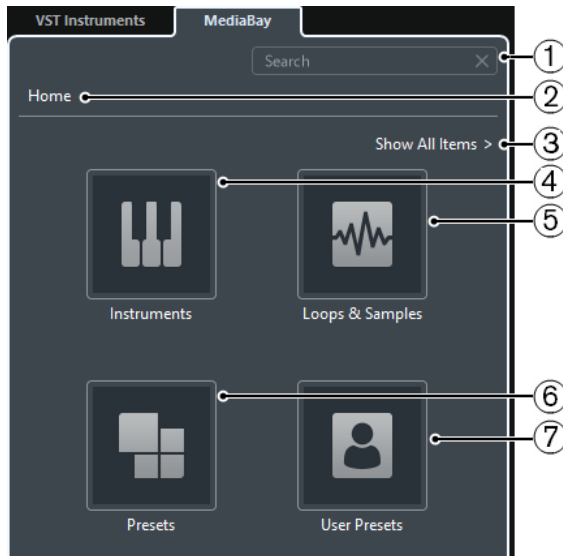 VST Instruments MediaBay
Search ①
Home ②
Show All Items > ③
④
⑤
Instruments Loops & Samples
⑥
⑦
Presets User Presets